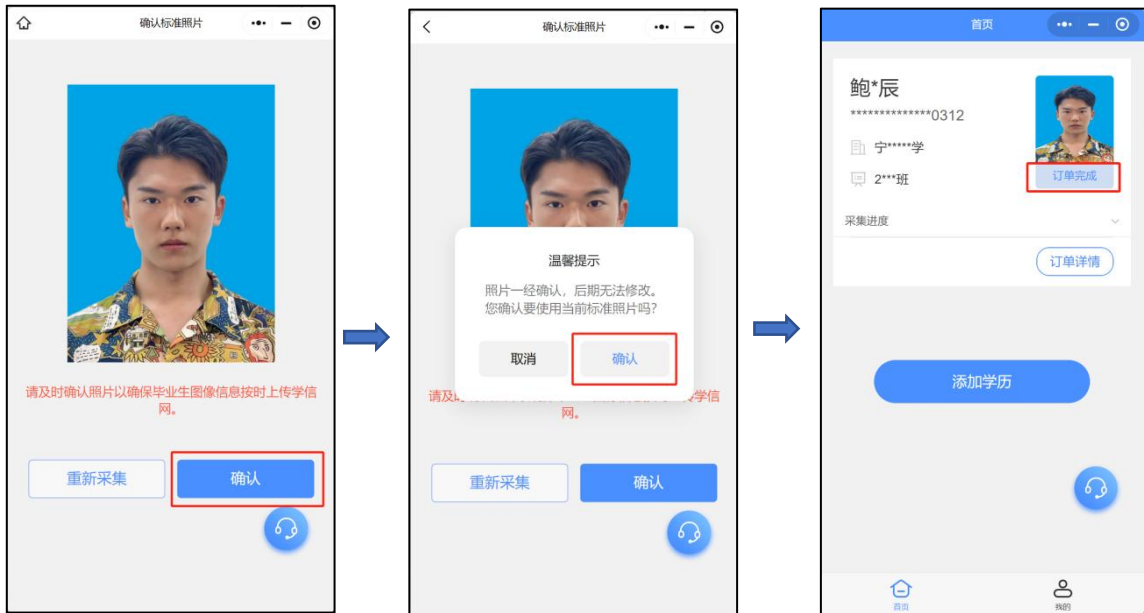 确认标准照片
请及时确认照片以确保毕业生图像信息按时上传学信
网。
重新采集
确认
确认标准照片
温馨提示
照片一经确认，后期无法修改。
您确认要使用当前标准照片吗？
取消
确认
请及
学信
网。
重新采集
确认
首页
鲍*辰
**************0312
宁*****学
2***班
订单完成
采集进度
订单详情
添加学历
首页
我的